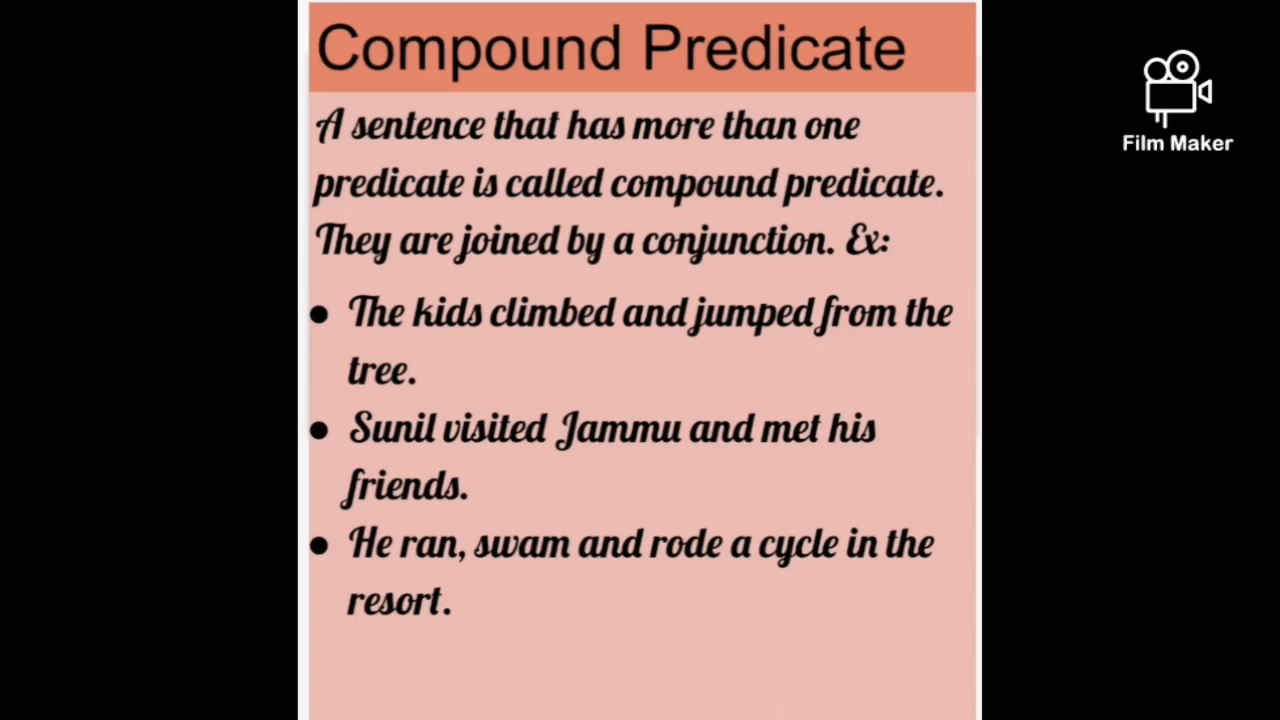 Compound Predicate
A sentence that has more than one
predicate is called compound predicate.
They are joined by a conjunction. Ex:
● The kids climbed and jumped from the
tree.
● Sunil visited Jammu and met his
friends.
● He ran, swam and rode a cycle in the
resort.
Film Maker